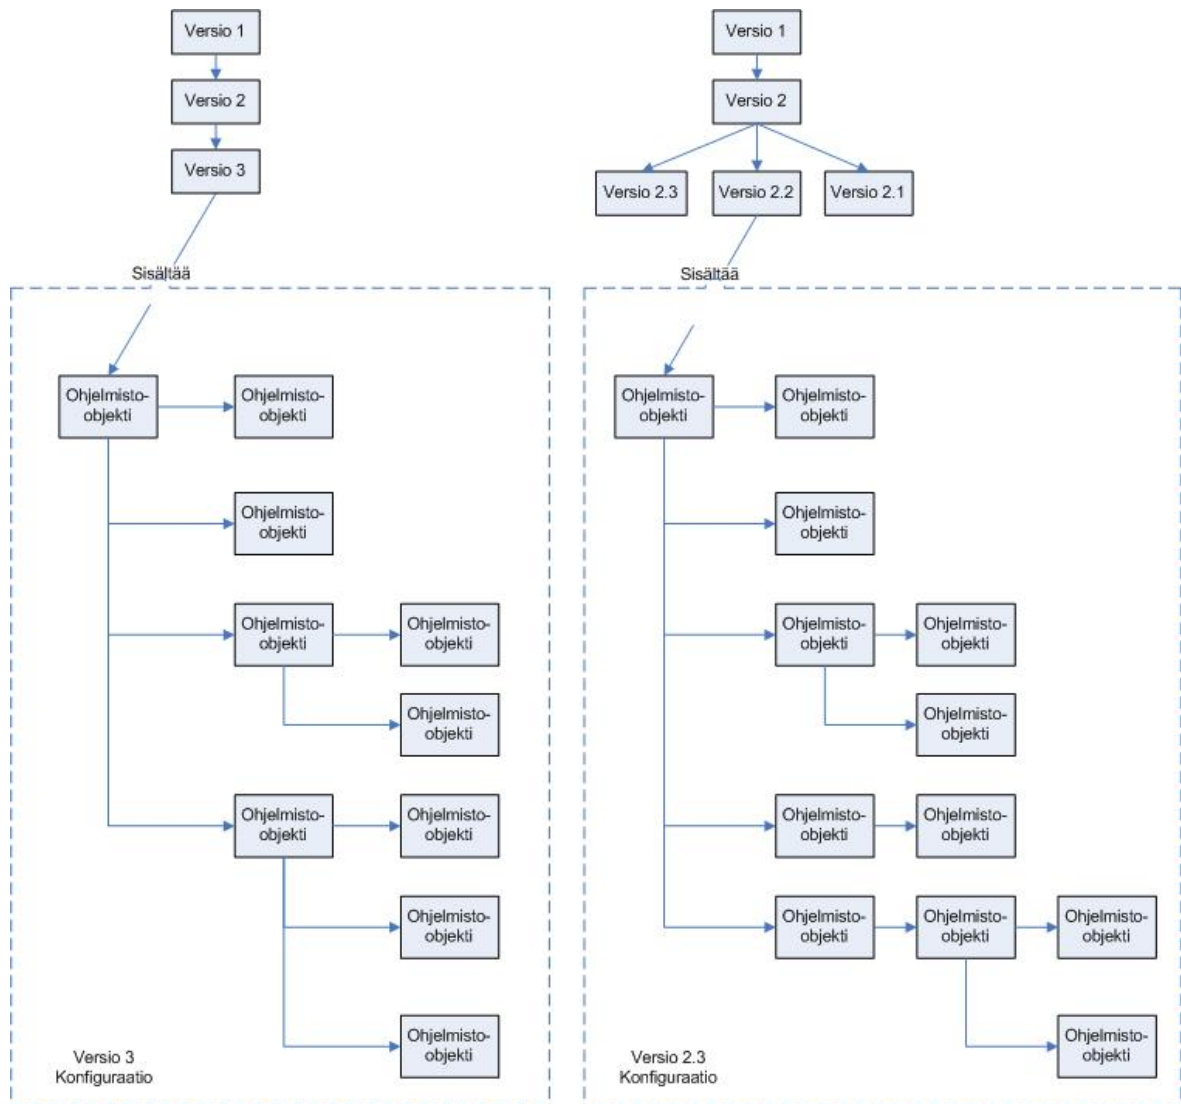 Versio 1
Versio 2
Versio 3
Sisältää
Ohjelmisto-
objekti
Ohjelmisto-
objekti
Ohjelmisto-
objekti
Ohjelmisto-
objekti
Ohjelmisto-
objekti
Ohjelmisto-
objekti
Ohjelmisto-
objekti
Ohjelmisto-
objekti
Ohjelmisto-
objekti
Ohjelmisto-
objekti
Versio 3
Konfiguraatio
Versio 1
Versio 2
Versio 2.3
Versio 2.2
Versio 2.1
Sisältää
Ohjelmisto-
objekti
Ohjelmisto-
objekti
Ohjelmisto-
objekti
Ohjelmisto-
objekti
Ohjelmisto-
objekti
Ohjelmisto-
objekti
Ohjelmisto-
objekti
Ohjelmisto-
objekti
Ohjelmisto-
objekti
Ohjelmisto-
objekti
Ohjelmisto-
objekti
Ohjelmisto-
objekti
Versio 2.3
Konfiguraatio